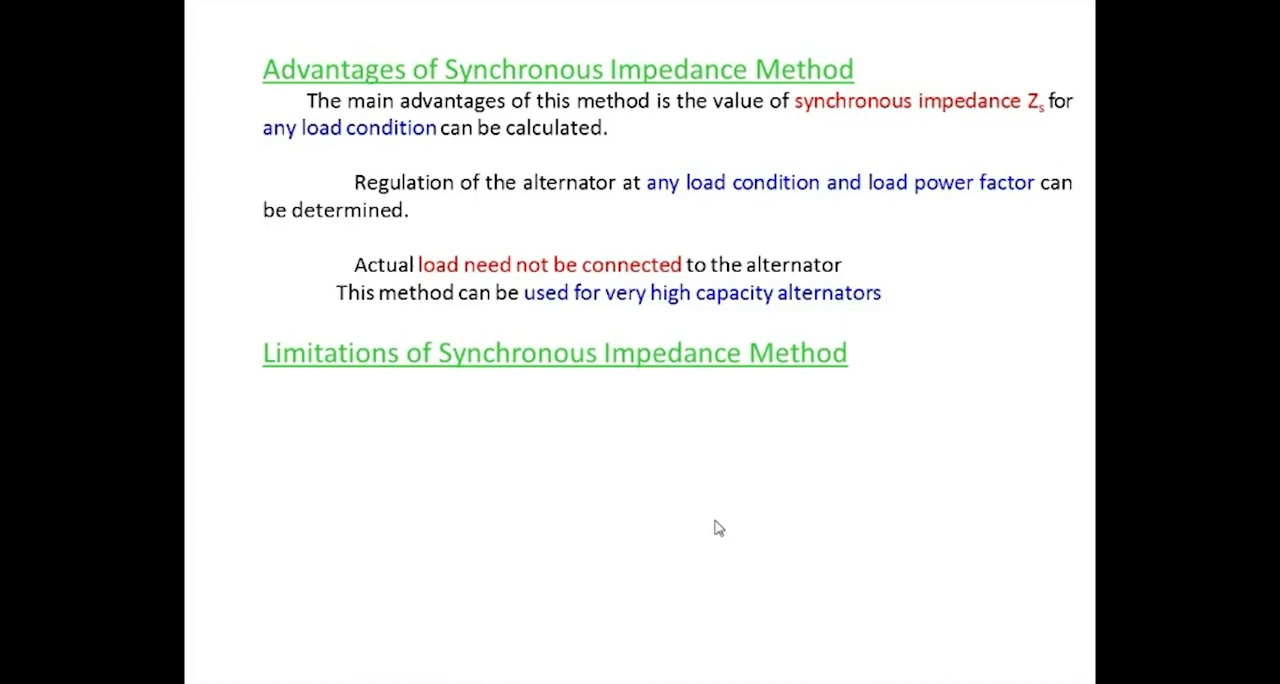 Advantages of Synchronous Impedance Method
The main advantages of this method is the value of synchronous impedance Zs for
any load condition can be calculated.
Regulation of the alternator at any load condition and load power factor can
be determined.
Actual load need not be connected to the alternator
This method can be used for very high capacity alternators
Limitations of Synchronous Impedance Method